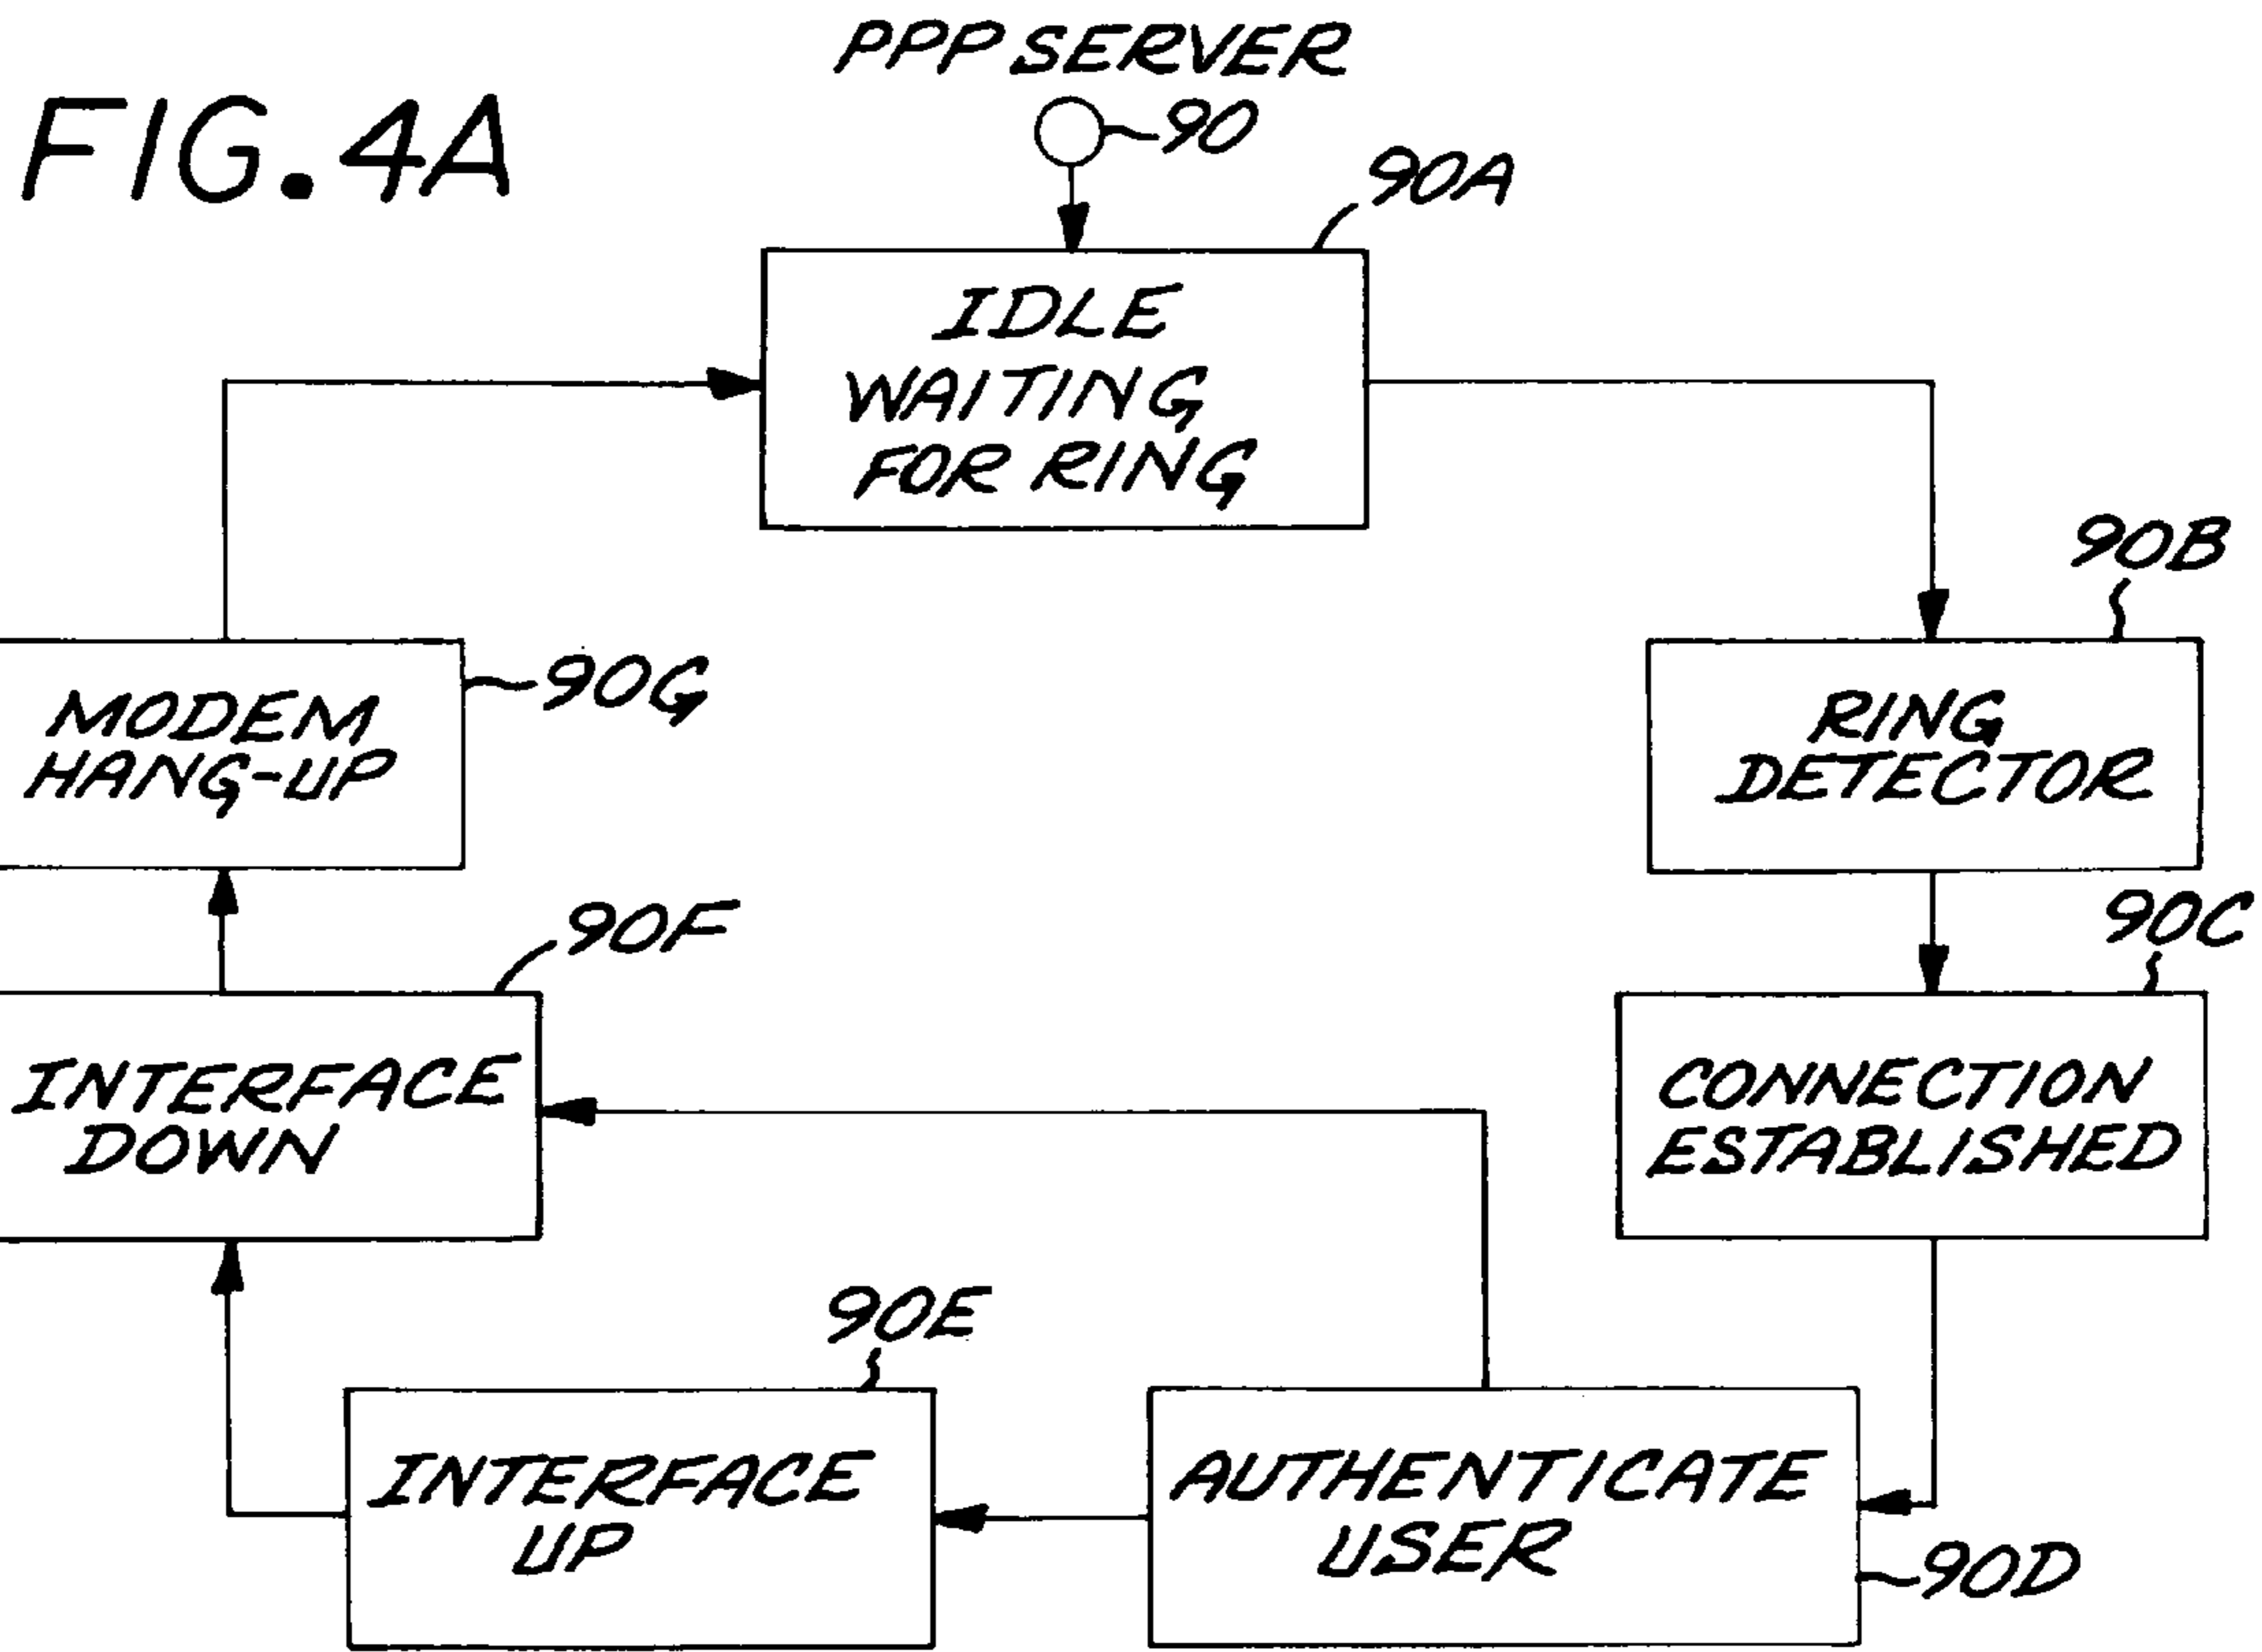 PPP SERVER
FIG. 4A
90
90A
IDLE
WAITING
FOR RING
90B
MODEM
HANG-UP
90G
RING
DETECTOR
90F
90C
INTERFACE
DOWN
CONNECTION
ESTABLISHED
90E
INTERFACE
UP
AUTHENTICATE
USER
90D